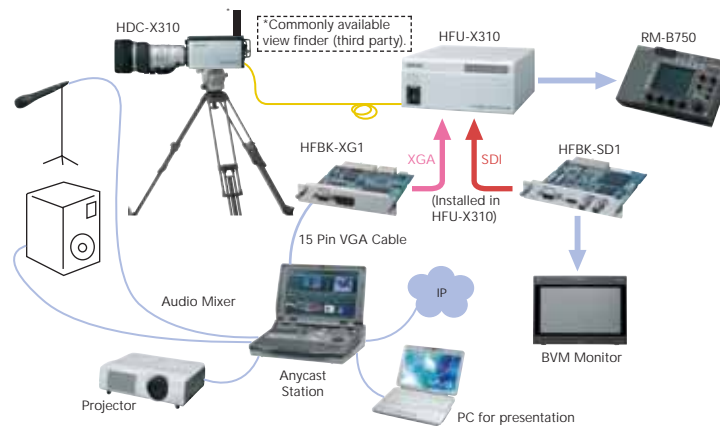 HDC-X310
*
*Commonly available
view finder (third party).
HFU-X310
RM-B750
HFBK-XG1
XGA
SDI
HFBK-SD1
(Installed in
HFU-X310)
15 Pin VGA Cable
Audio Mixer
IP
BVM Monitor
Anycast
Station
Projector
PC for presentation